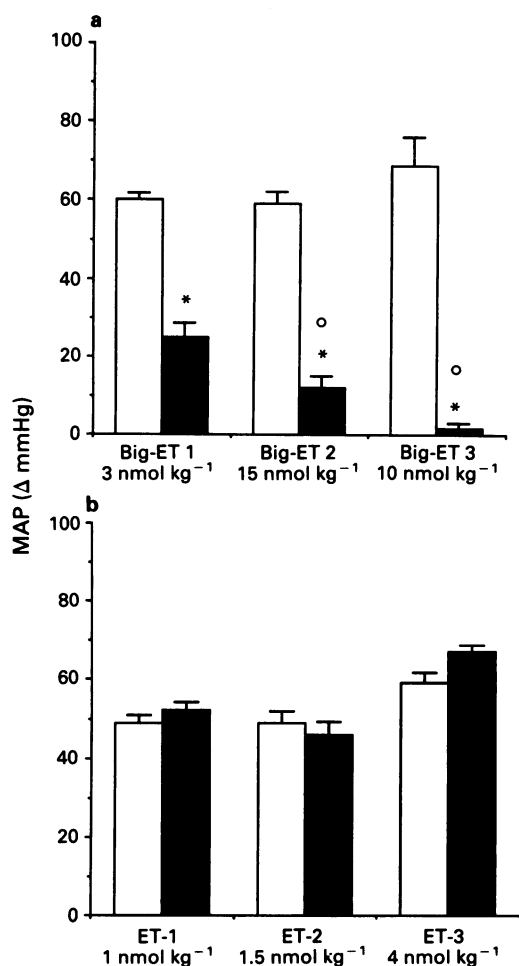 a
100
80
60
40
20
0
*
○
*
○
*
Big-ET 1 Big-ET 2 Big-ET 3
3 nmol kg⁻¹ 15 nmol kg⁻¹ 10 nmol kg⁻¹
MAP (Δ mmHg)
b
100
80
60
40
20
0
ET-1 ET-2 ET-3
1 nmol kg⁻¹ 1.5 nmol kg⁻¹ 4 nmol kg⁻¹